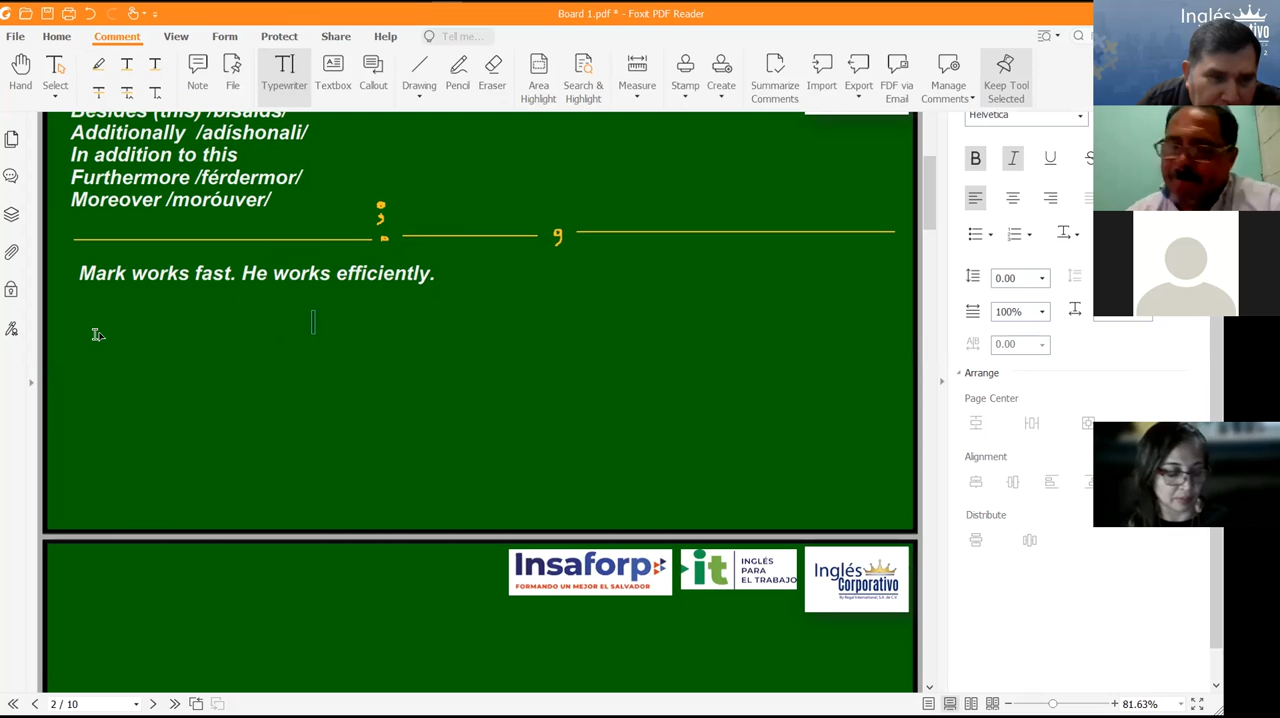 Board 1.pdf * - Foxit PDF Reader
File Home Comment View Form Protect Share Help Tell me...
Hand Select Note File Typewriter Textbox Callout Drawing Pencil Eraser Area Highlight Search & Highlight Measure Stamp Create Summarize Comments Import Export FDF via Email Manage Comments Keep Tool Selected
Inglés
Helvetica
B I U
Besides (this) /bisaids/
Additionally /adíshonali/
In addition to this
Furthermore /férdermor/
Moreover /moróuver/
; . ,
Mark works fast. He works efficiently.
0.00
100%
0.00
Arrange
Page Center
Alignment
Distribute
Insaforp
FORMANDO UN MEJOR EL SALVADOR
it
INGLÉS
PARA
EL TRABAJO
Inglés
Corporativo
2 / 10
81.63%